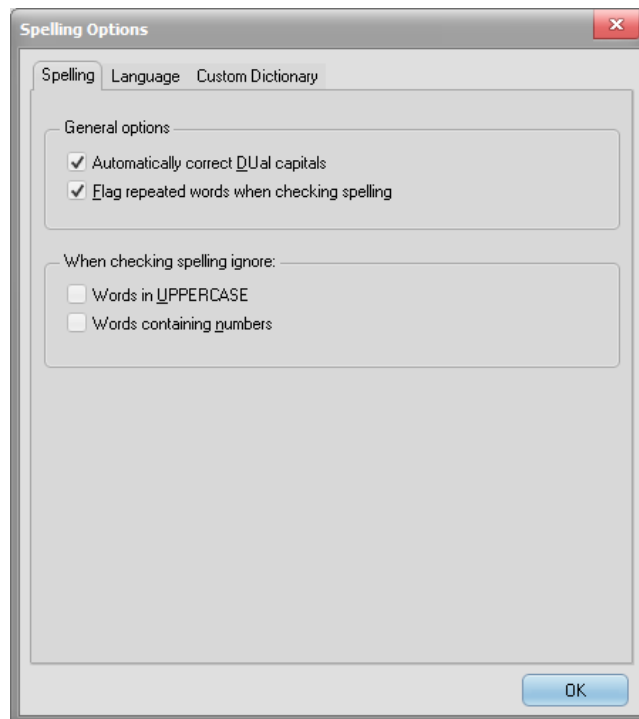 Spelling Options
Spelling Language Custom Dictionary
General options
Automatically correct DUal capitals
Flag repeated words when checking spelling
When checking spelling ignore:
Words in UPPERCASE
Words containing numbers
OK